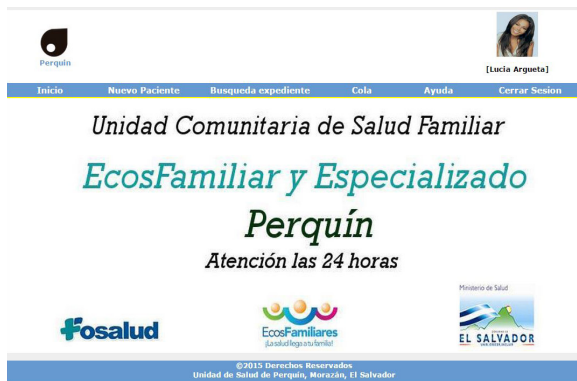 Perquin
[Lucia Argueta]
Inicio Nuevo Paciente Busqueda expediente Cola Ayuda Cerrar Sesion
Unidad Comunitaria de Salud Familiar
EcosFamiliar y Especializado
Perquín
Atención las 24 horas
fosalud
EcosFamiliares
¡La salud llega a tu familia!
Ministerio de Salud
EL SALVADOR
©2015 Derechos Reservados
Unidad de Salud de Perquín, Morazán, El Salvador